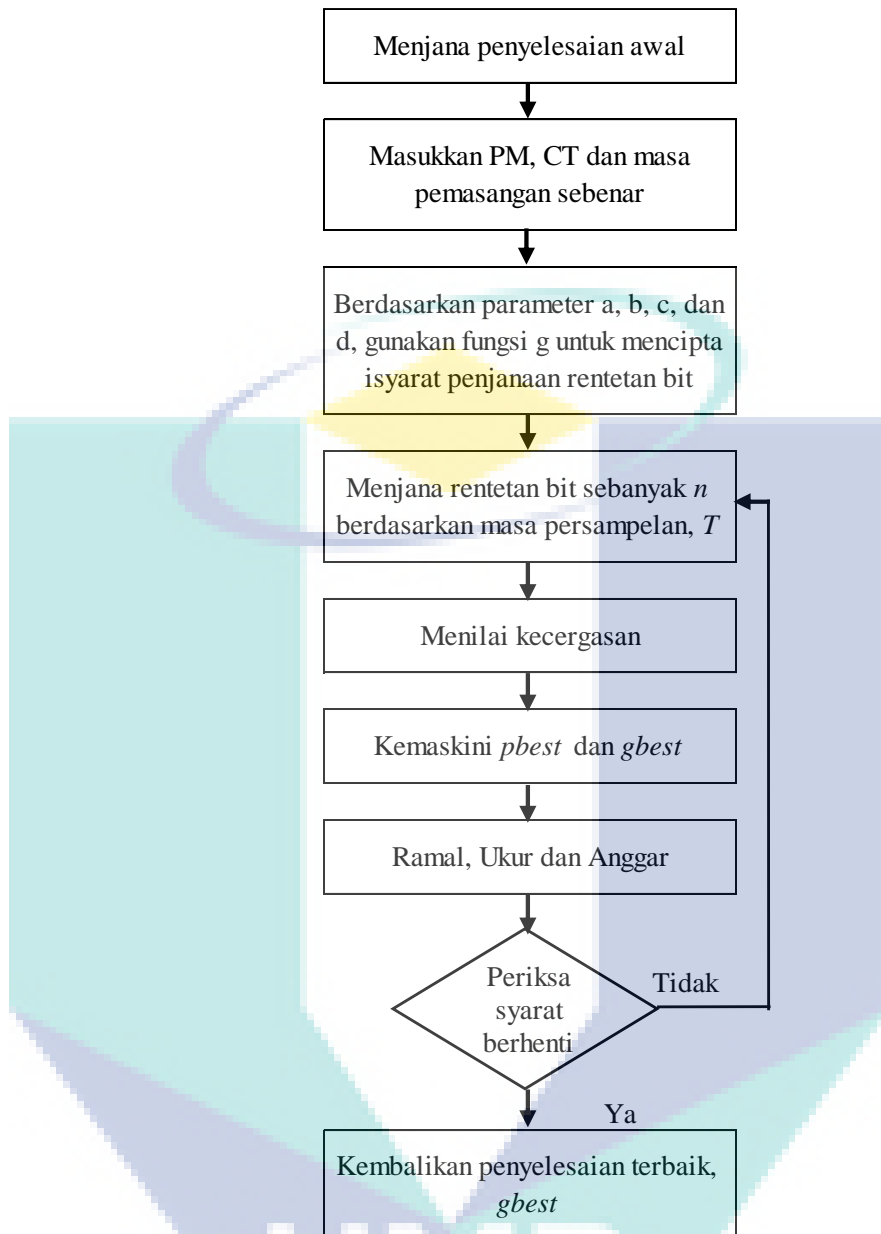 Menjana penyelesaian awal
Masukkan PM, CT dan masa
pemasangan sebenar
Berdasarkan parameter a, b, c, dan
d, gunakan fungsi g untuk mencipta
isyarat penjanaan rentetan bit
Menjana rentetan bit sebanyak n
berdasarkan masa persampelan, T
Menilai kecergasan
Kemaskini pbest dan gbest
Ramal, Ukur dan Anggar
Periksa
syarat
berhenti
Tidak
Ya
Kembalikan penyelesaian terbaik,
gbest